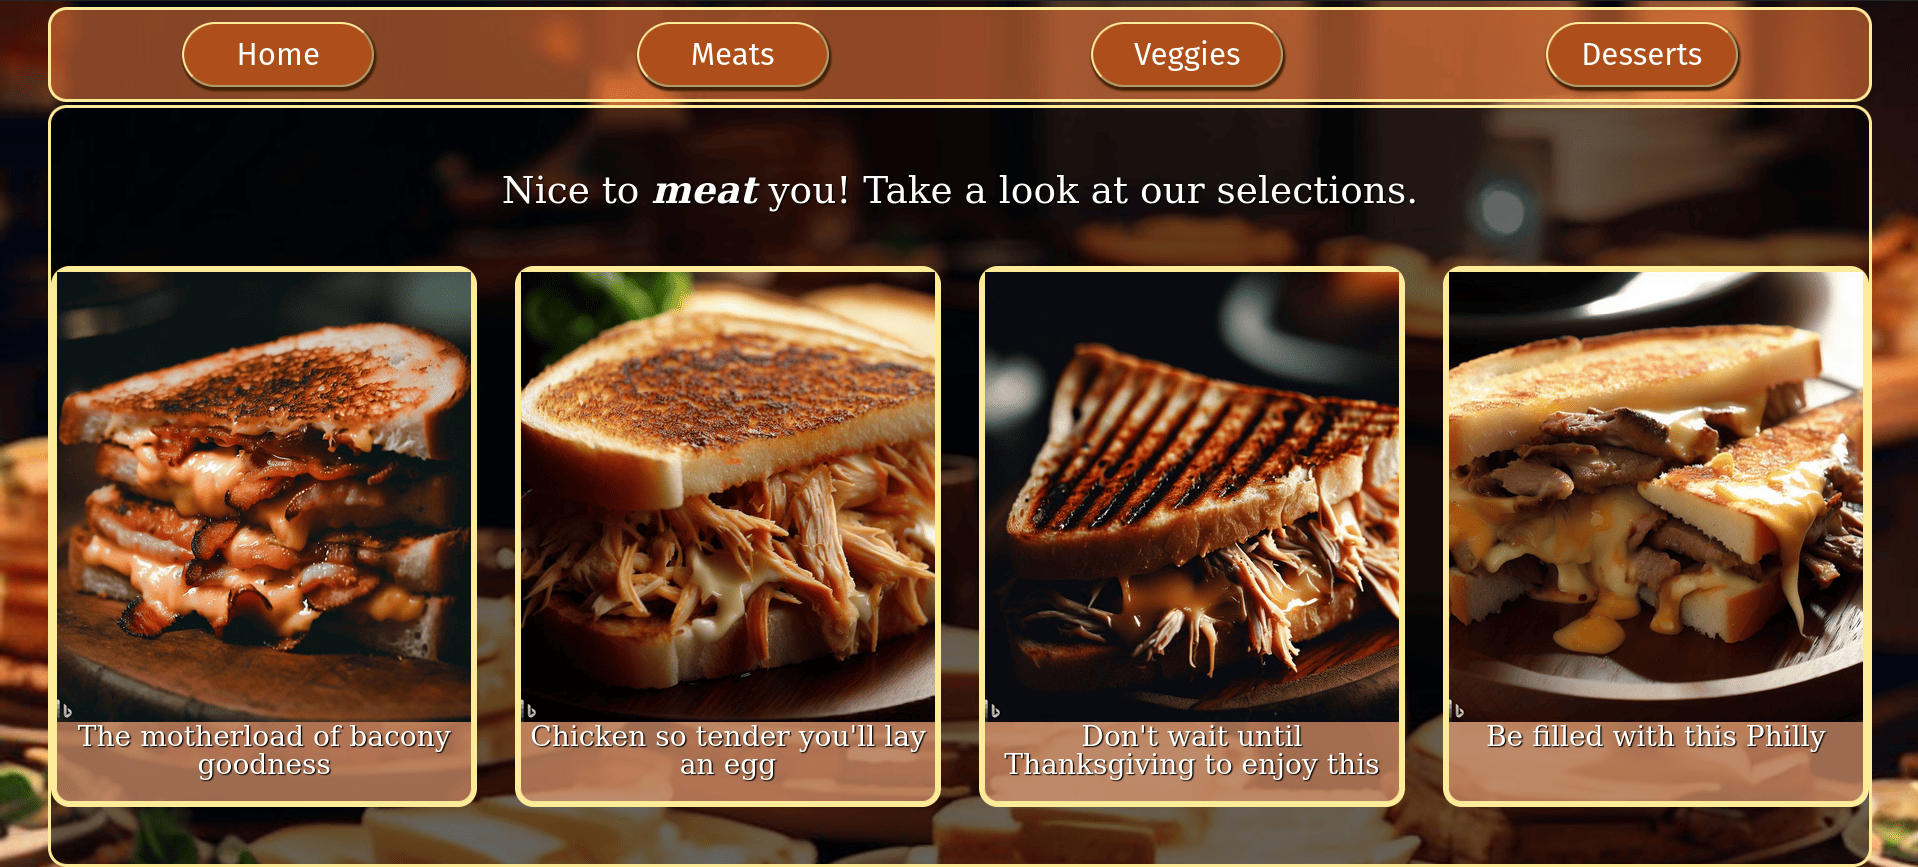 Home
Meats
Veggies
Desserts
Nice to meat you! Take a look at our selections.
The motherload of bacony
goodness
Chicken so tender you'll lay
an egg
Don't wait until
Thanksgiving to enjoy this
Be filled with this Philly